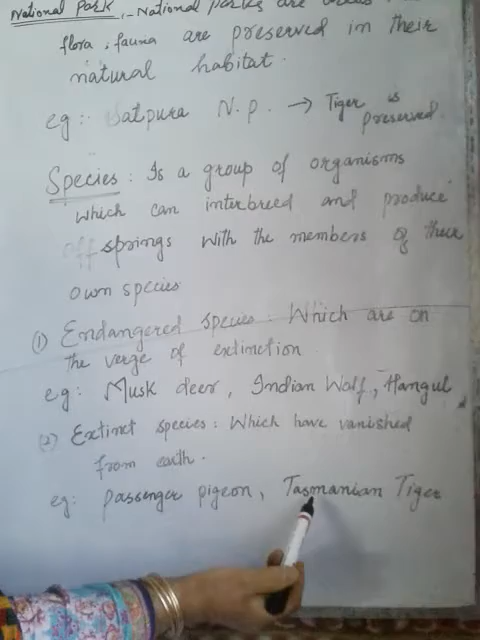 National Park :- National Parks are areas
flora, fauna are preserved in their
natural habitat.
eg :- Satpura N.P. → Tiger is
preserved.
Species : Is a group of organisms
which can interbreed and produce
off springs with the members of their
own species
(1) Endangered species : Which are on
the verge of extinction.
eg : Musk deer, Indian Wolf, Hangul
(2) Extinct species : Which have vanished
from earth.
eg: Passenger pigeon, Tasmanian Tiger